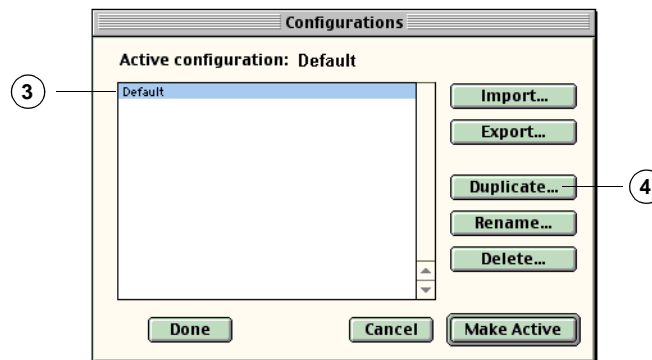 Configurations
Active configuration: Default
3
Default
Import...
Export...
Duplicate...
4
Rename...
Delete...
Done
Cancel
Make Active